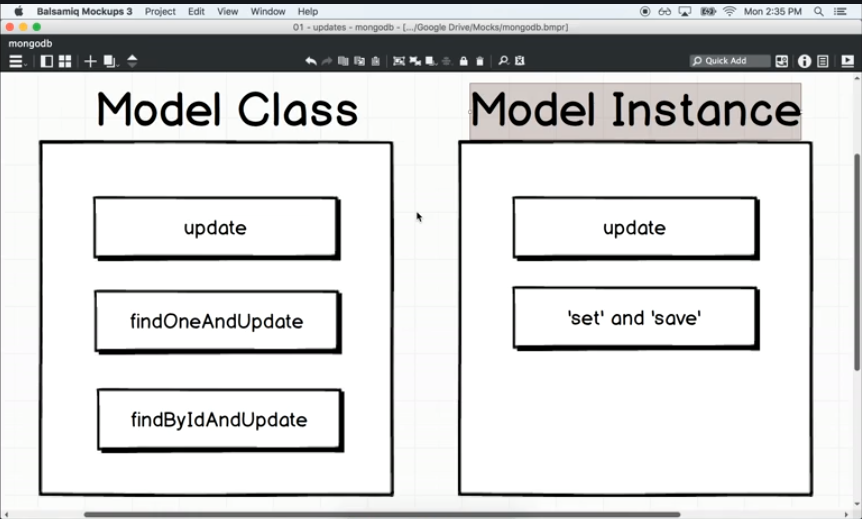 Balsamiq Mockups 3 Project Edit View Window Help Mon 2:35 PM
01 - updates - mongodb - [.../Google Drive/Mocks/mongodb.bmpr]
mongodb
Quick Add
Model Class
Model Instance
update
findOneAndUpdate
findByIdAndUpdate
update
'set' and 'save'